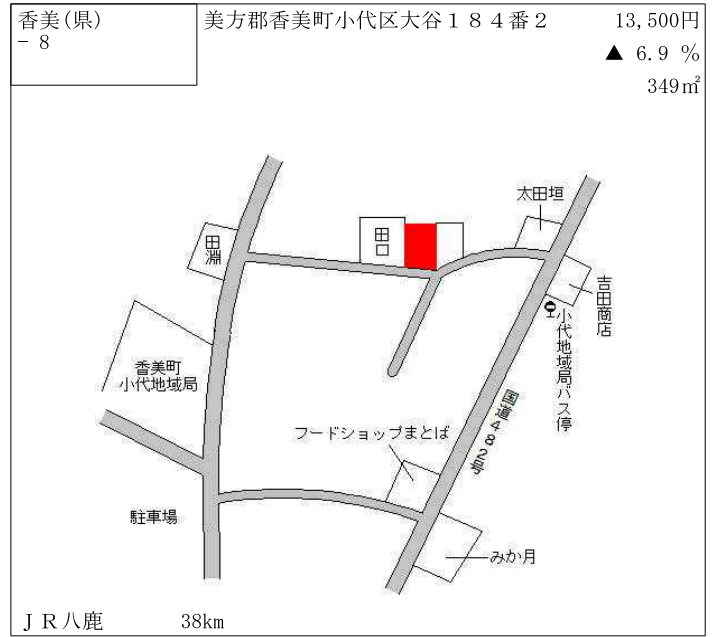 香美(県)
－８
美方郡香美町小代区大谷１８４番２
13,500円
▲ 6.9 %
349㎡
太田垣
田淵
田口
吉田商店
小代地域局バス停
香美町
小代地域局
国道482号
フードショップまとば
駐車場
みか月
ＪＲ八鹿 38km